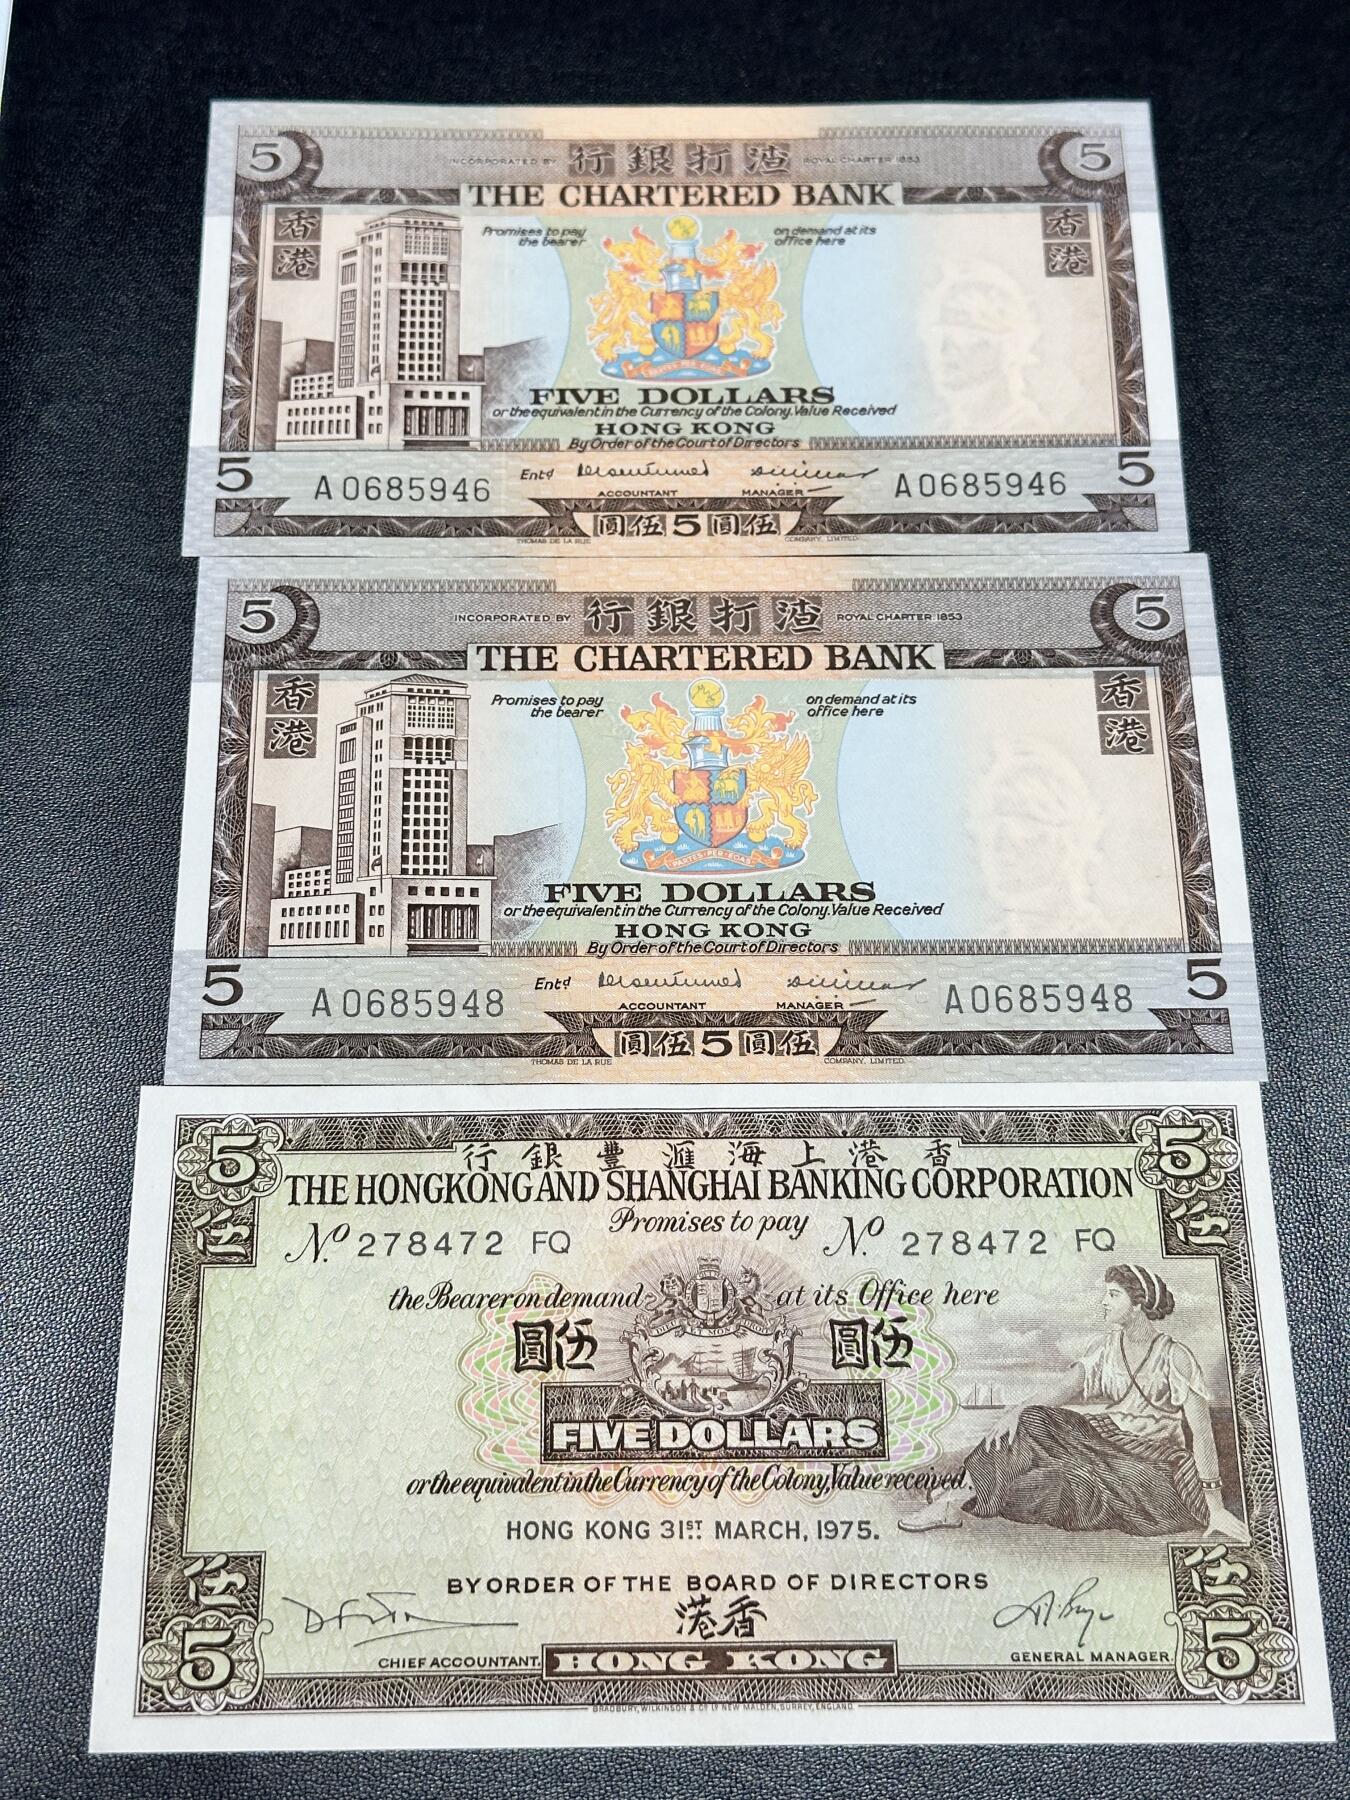 5 INCORPORATED BY 行銀打渣 ROYAL CHARTER 1853 5
THE CHARTERED BANK
香港 香港
Promises to pay the bearer on demand at its office here
FIVE DOLLARS
or the equivalent in the Currency of the Colony. Value Received
HONG KONG
By Order of the Court of Directors
5 5
A0685946 Entd ACCOUNTANT MANAGER A0685946
圓伍 5 圓伍
THOMAS DE LA RUE COMPANY, LIMITED.
5 INCORPORATED BY 行銀打渣 ROYAL CHARTER 1853 5
THE CHARTERED BANK
香港 香港
Promises to pay the bearer on demand at its office here
PARTES·PER·EOAS
FIVE DOLLARS
or the equivalent in the Currency of the Colony. Value Received
HONG KONG
By Order of the Court of Directors
5 5
A0685948 Entd ACCOUNTANT MANAGER A0685948
圓伍 5 圓伍
THOMAS DE LA RUE COMPANY, LIMITED.
5 行銀豐滙海上港香 5
THE HONGKONG AND SHANGHAI BANKING CORPORATION
伍 Promises to pay 伍
No 278472 FQ No 278472 FQ
the Bearer on demand at its Office here
圓伍 圓伍
FIVE DOLLARS
or the equivalent in the Currency of the Colony, Value received.
HONG KONG 31ST MARCH, 1975.
伍 BY ORDER OF THE BOARD OF DIRECTORS 伍
港香
5 CHIEF ACCOUNTANT. HONG KONG GENERAL MANAGER. 5
BRADBURY, WILKINSON & Co Ld NEW MALDEN, SURREY, ENGLAND.